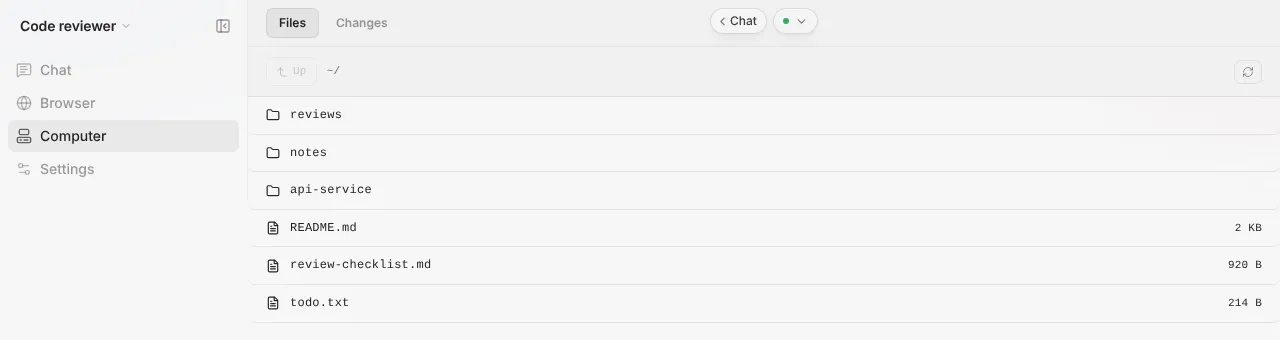 Code reviewer
Chat
Browser
Computer
Settings
Files Changes
Chat
Up ~/
reviews
notes
api-service
README.md 2 KB
review-checklist.md 920 B
todo.txt 214 B